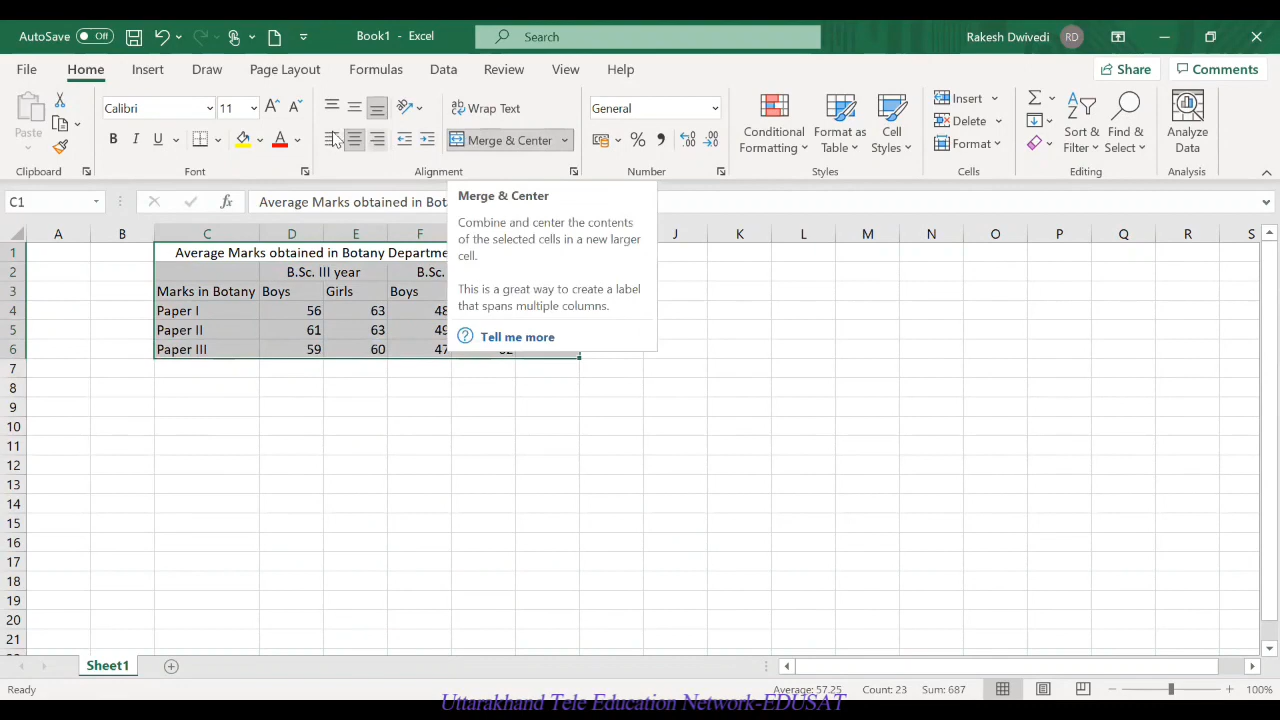 AutoSave Off Book1 - Excel Search Rakesh Dwivedi RD
File Home Insert Draw Page Layout Formulas Data Review View Help Share Comments
Paste Calibri 11 Wrap Text General Conditional Formatting Format as Table Cell Styles Insert Σ Sort & Filter Find & Select Analyze Data
B I U A Merge & Center % Delete
Format
Clipboard Font Alignment Number Styles Cells Editing Analysis
C1 fx Average Marks obtained in Bota
Merge & Center
Combine and center the contents
of the selected cells in a new larger
cell.
This is a great way to create a label
that spans multiple columns.
Tell me more
A B C D E F J K L M N O P Q R S
1 Average Marks obtained in Botany Departme
2 B.Sc. III year B.Sc.
3 Marks in Botany Boys Girls Boys
4 Paper I 56 63 48
5 Paper II 61 63 49
6 Paper III 59 60 47
7
8
9
10
11
12
13
14
15
16
17
18
19
20
21
Sheet1
Ready Average: 57.25 Count: 23 Sum: 687 100%
Uttarakhand Tele Education Network-EDUSAT